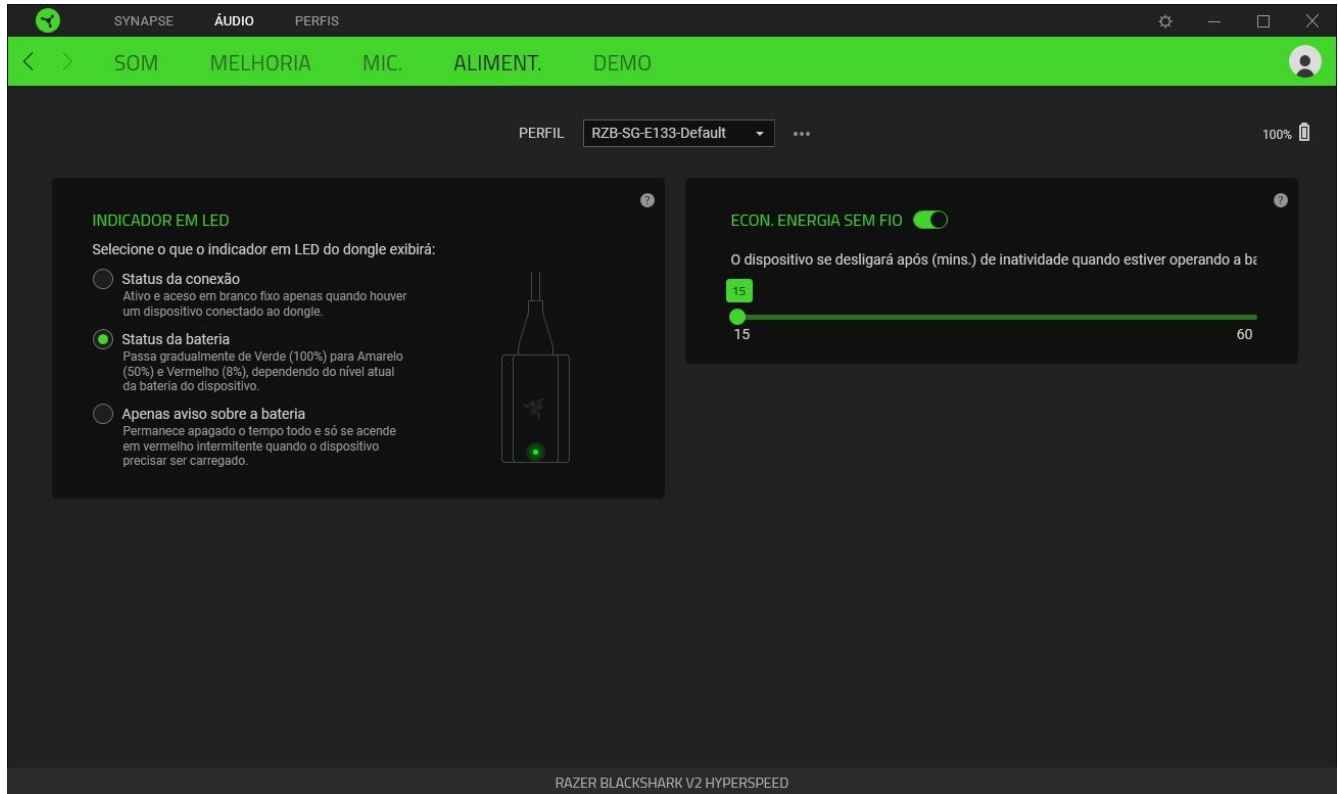 SYNAPSE ÁUDIO PERFIS
SOM MELHORIA MIC. ALIMENT. DEMO
PERFIL RZB-SG-E133-Default
100%
INDICADOR EM LED
Selecione o que o indicador em LED do dongle exibirá:
Status da conexão
Ativo e aceso em branco fixo apenas quando houver
um dispositivo conectado ao dongle.
Status da bateria
Passa gradualmente de Verde (100%) para Amarelo
(50%) e Vermelho (8%), dependendo do nível atual
da bateria do dispositivo.
Apenas aviso sobre a bateria
Permanece apagado o tempo todo e só se acende
em vermelho intermitente quando o dispositivo
precisar ser carregado.
ECON. ENERGIA SEM FIO
O dispositivo se desligará após (mins.) de inatividade quando estiver operando a ba
15
15 60
RAZER BLACKSHARK V2 HYPERSPEED